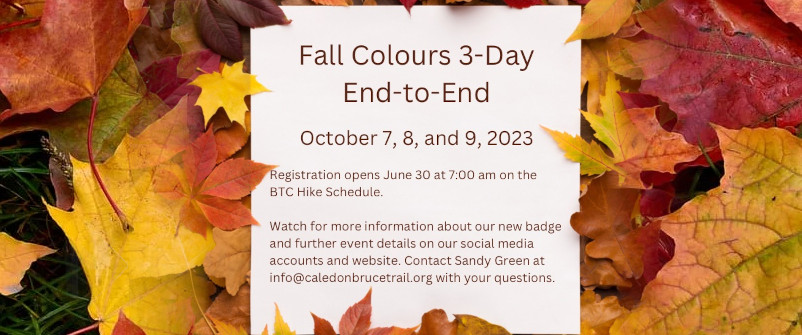 Fall Colours 3-Day
End-to-End
October 7, 8, and 9, 2023
Registration opens June 30 at 7:00 am on the
BTC Hike Schedule.
Watch for more information about our new badge
and further event details on our social media
accounts and website. Contact Sandy Green at
info@caledonbrucetrail.org with your questions.